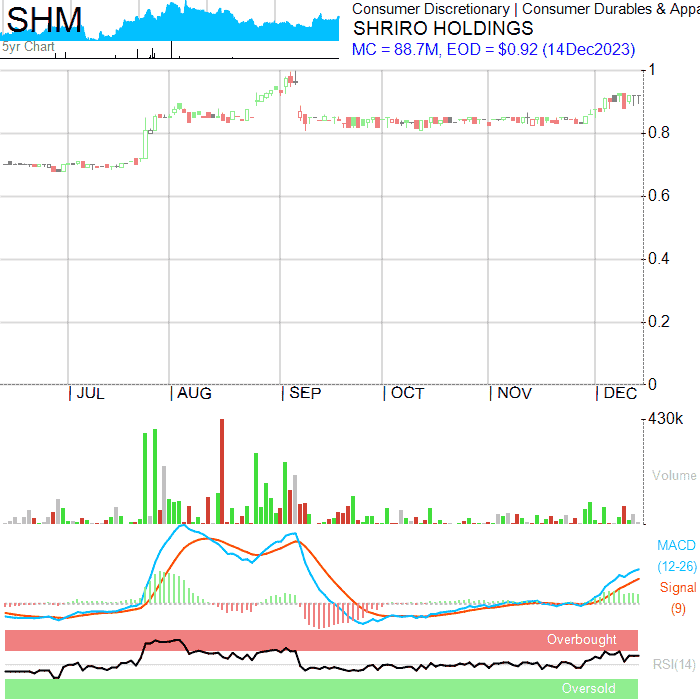 SHM
5yr Chart
Consumer Discretionary | Consumer Durables & Appa
SHRIRO HOLDINGS
MC = 88.7M, EOD = $0.92 (14Dec2023)
1
0.8
0.6
0.4
0.2
0
| JUL | AUG | SEP | OCT | NOV | DEC
430k
Volume
MACD
(12-26)
Signal
(9)
Overbought
RSI(14)
Oversold